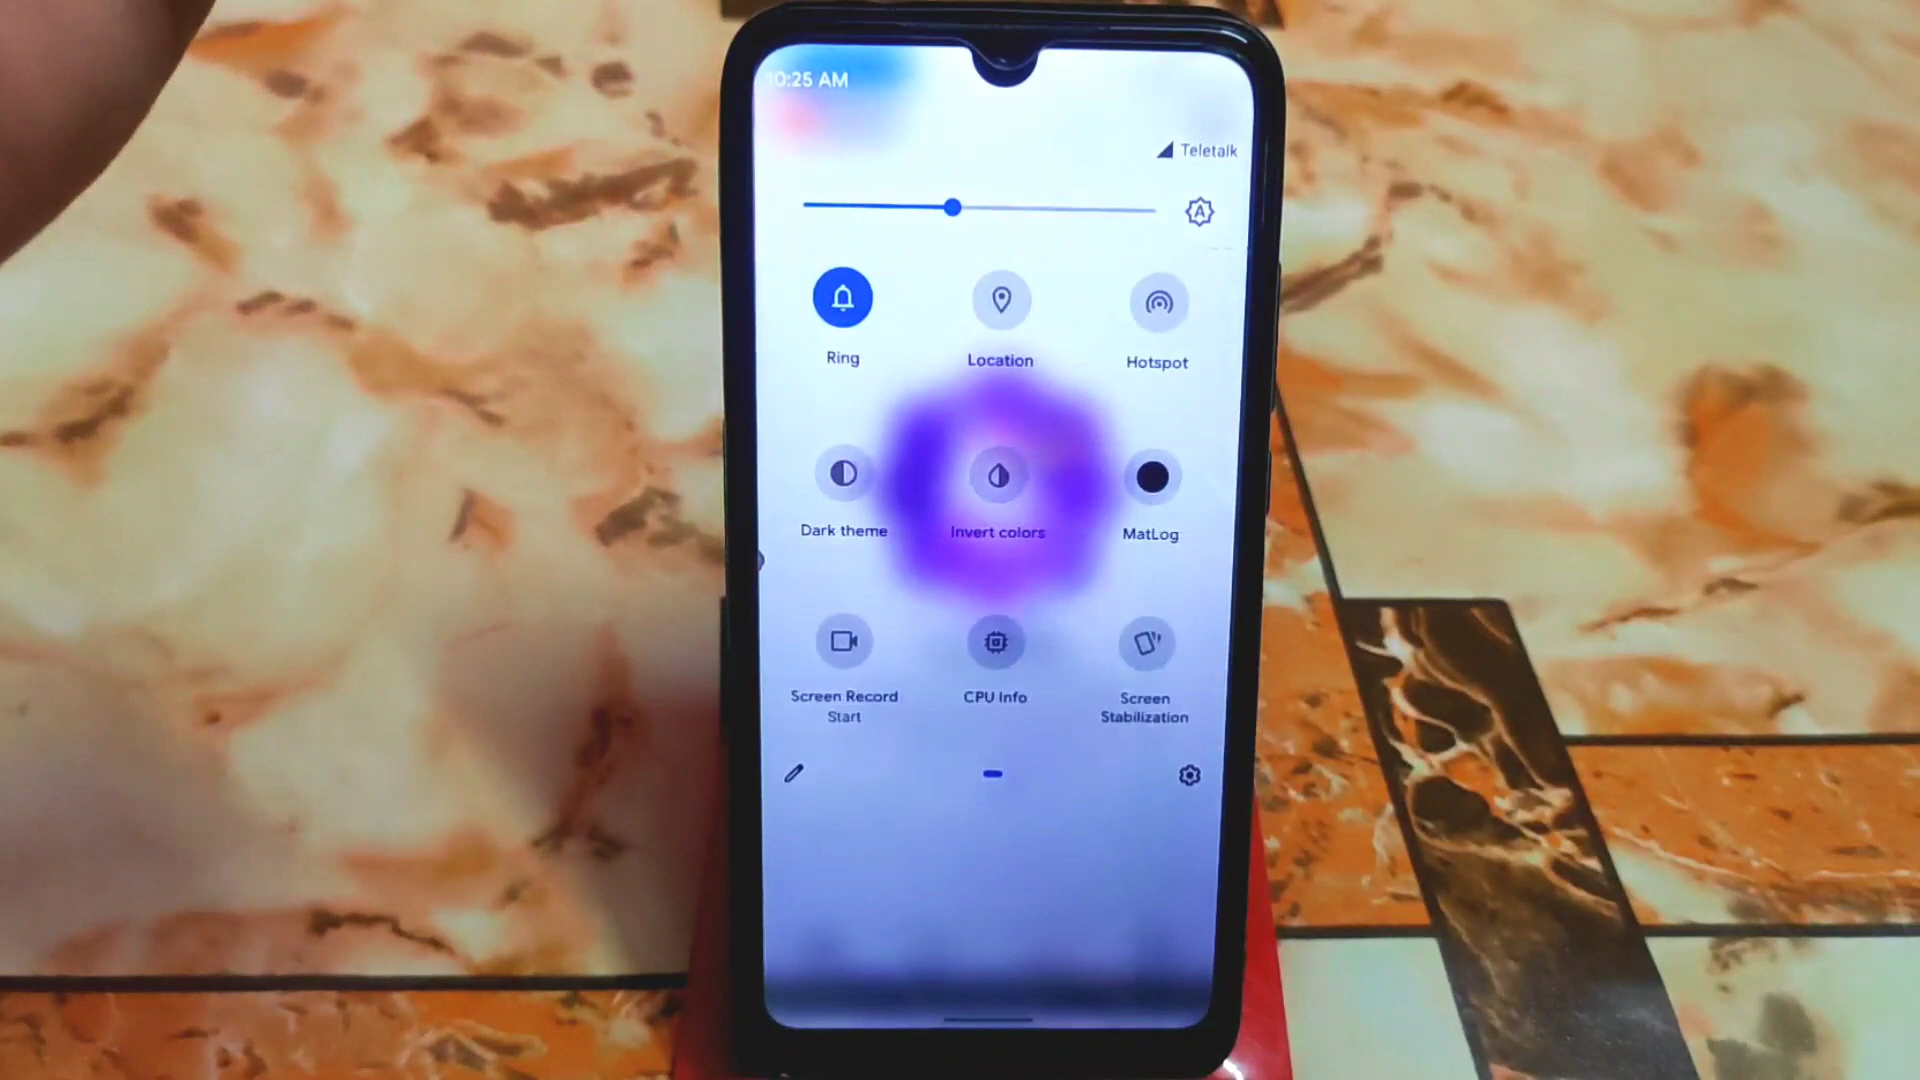 0:25 AM
Teletalk
A
Ring
Location
Hotspot
Dark theme
Invert colors
MatLog
Screen Record
Start
CPU Info
Screen
Stabilization